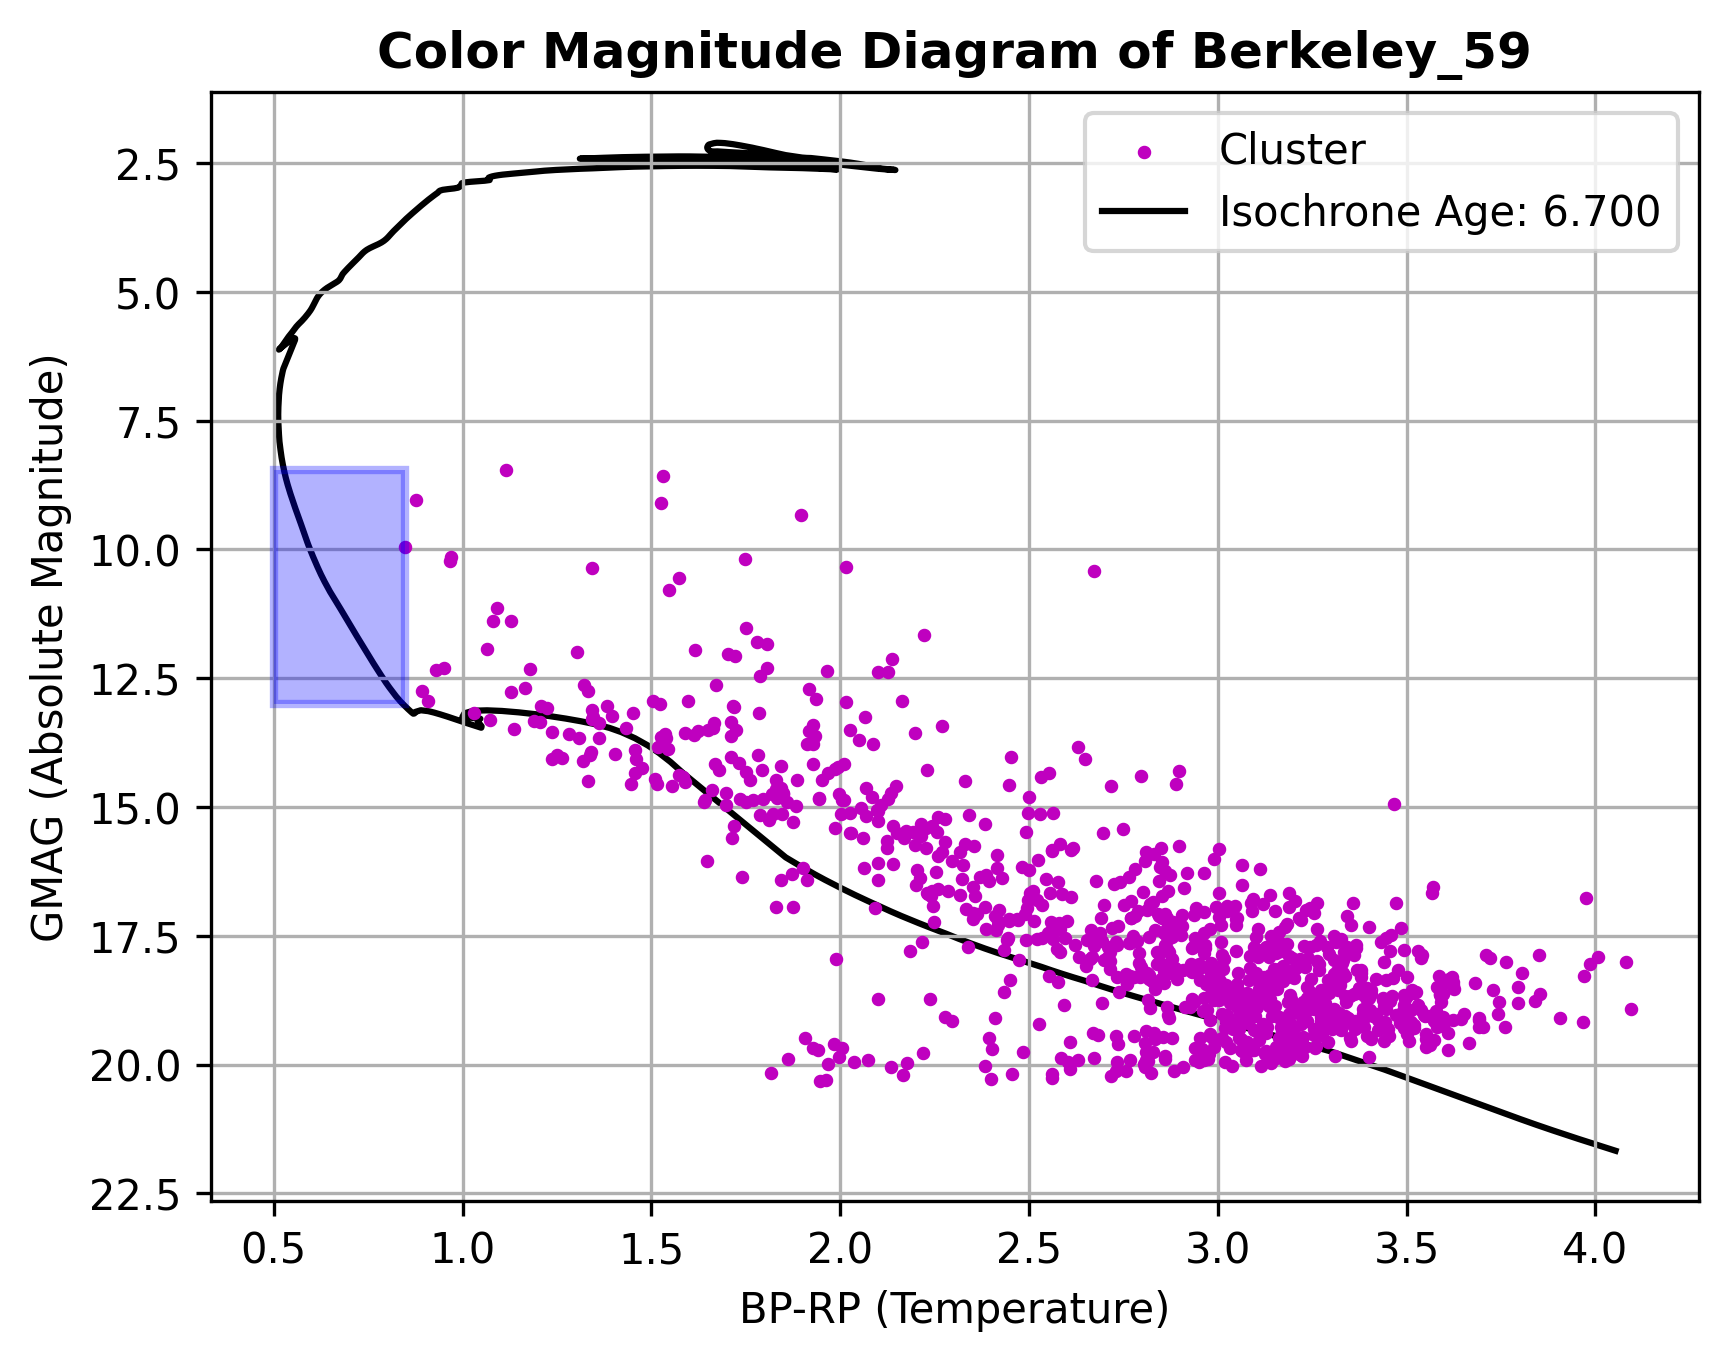 Color Magnitude Diagram of Berkeley_59
Cluster
Isochrone Age: 6.700
GMAG (Absolute Magnitude)
2.5
5.0
7.5
10.0
12.5
15.0
17.5
20.0
22.5
0.5 1.0 1.5 2.0 2.5 3.0 3.5 4.0
BP-RP (Temperature)